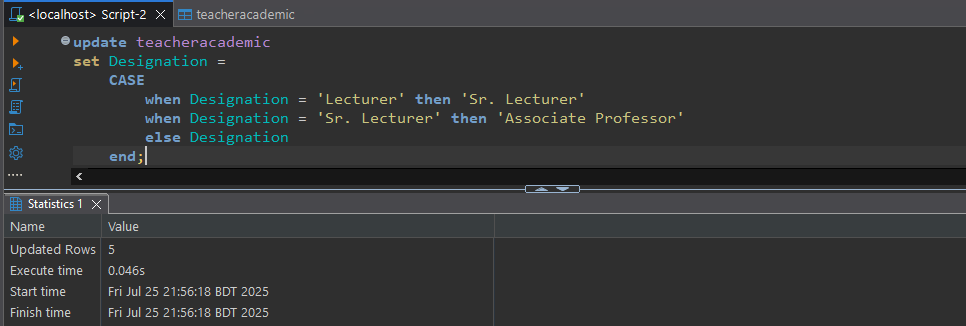 <localhost> Script-2
teacheracademic
update teacheracademic
set Designation =
CASE
when Designation = 'Lecturer' then 'Sr. Lecturer'
when Designation = 'Sr. Lecturer' then 'Associate Professor'
else Designation
end;
Statistics 1
Name Value
Updated Rows 5
Execute time 0.046s
Start time Fri Jul 25 21:56:18 BDT 2025
Finish time Fri Jul 25 21:56:18 BDT 2025